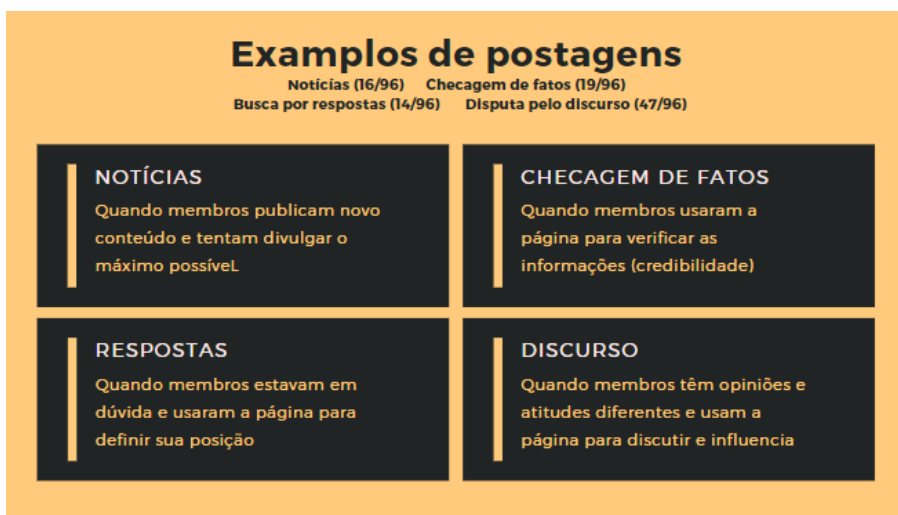 Examplos de postagens
Notícias (16/96) Checagem de fatos (19/96)
Busca por respostas (14/96) Disputa pelo discurso (47/96)
NOTÍCIAS
Quando membros publicam novo
conteúdo e tentam divulgar o
máximo possíveL
CHECAGEM DE FATOS
Quando membros usaram a
página para verificar as
informações (credibilidade)
RESPOSTAS
Quando membros estavam em
dúvida e usaram a página para
definir sua posição
DISCURSO
Quando membros têm opiniões e
atitudes diferentes e usam a
página para discutir e influencia